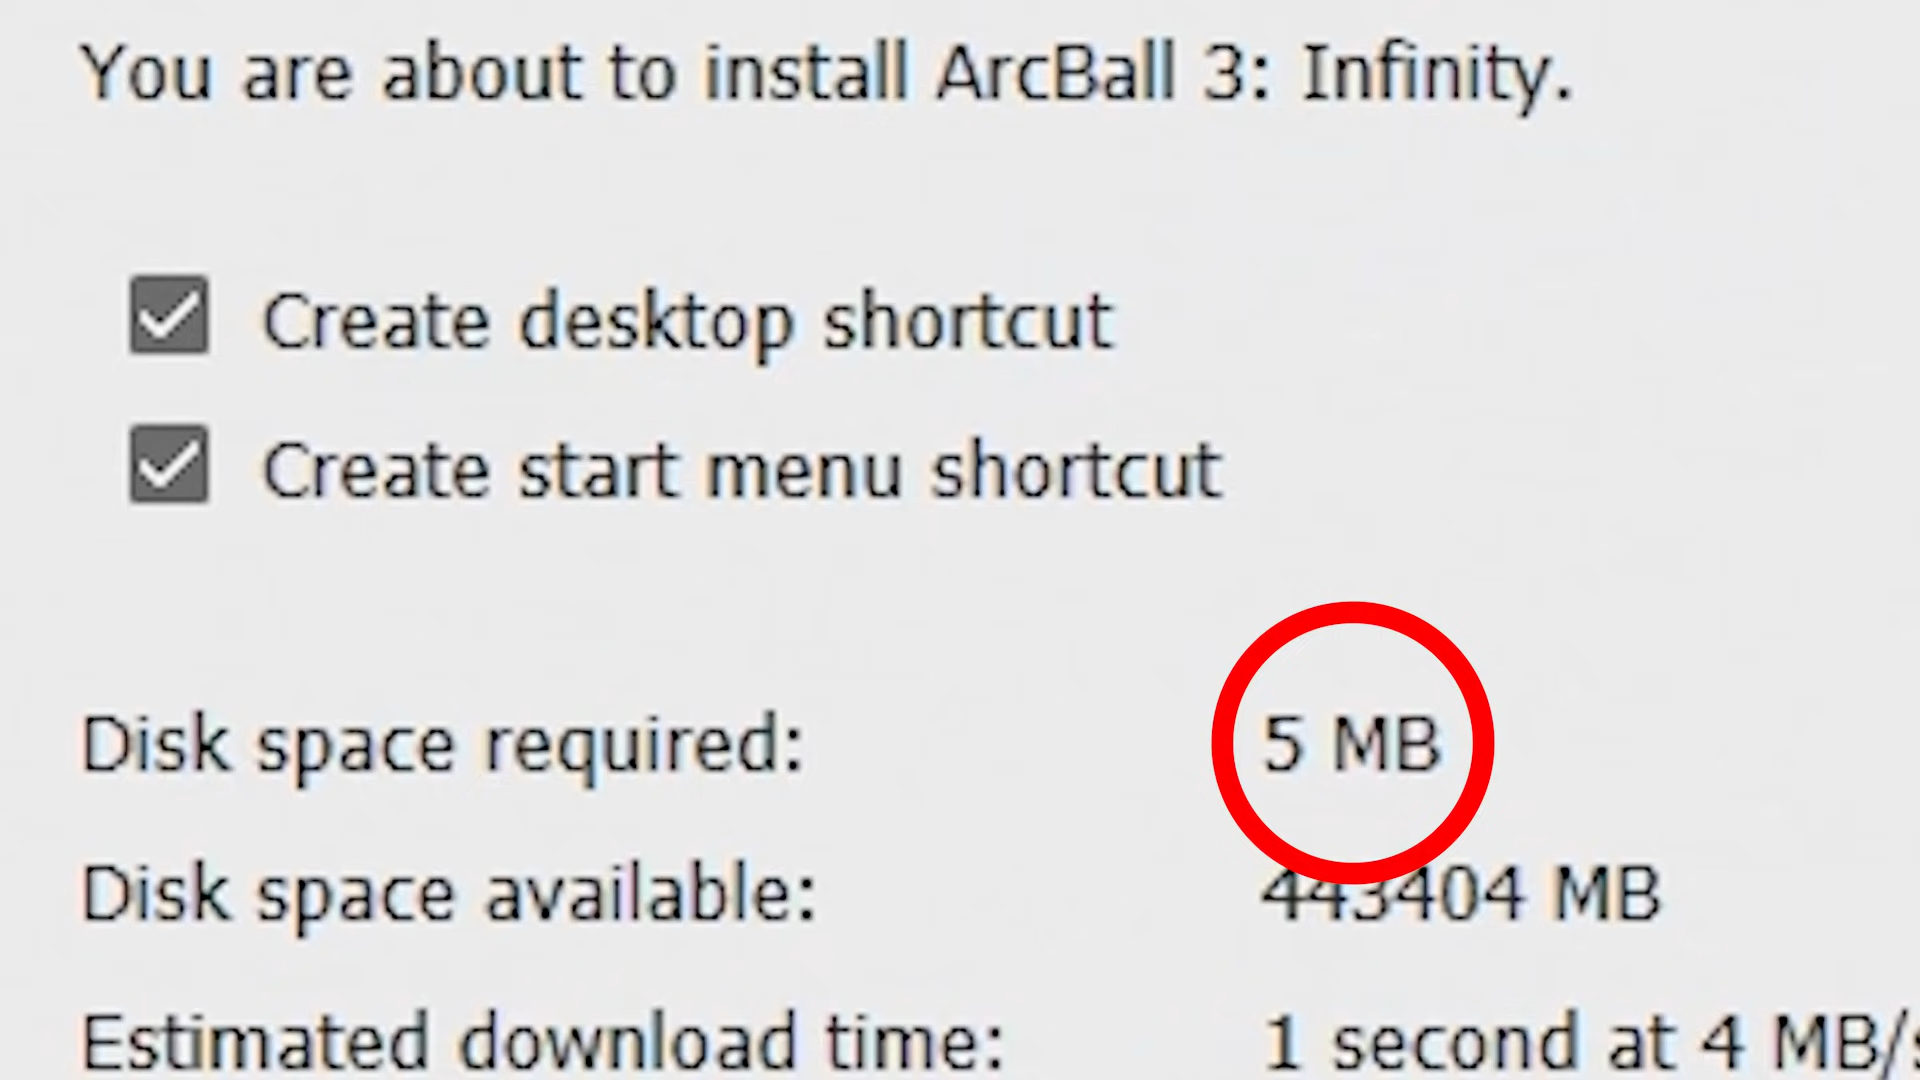 You are about to install ArcBall 3: Infinity.
Create desktop shortcut
Create start menu shortcut
Disk space required: 5 MB
Disk space available: 443404 MB
Estimated download time: 1 second at 4 MB/s